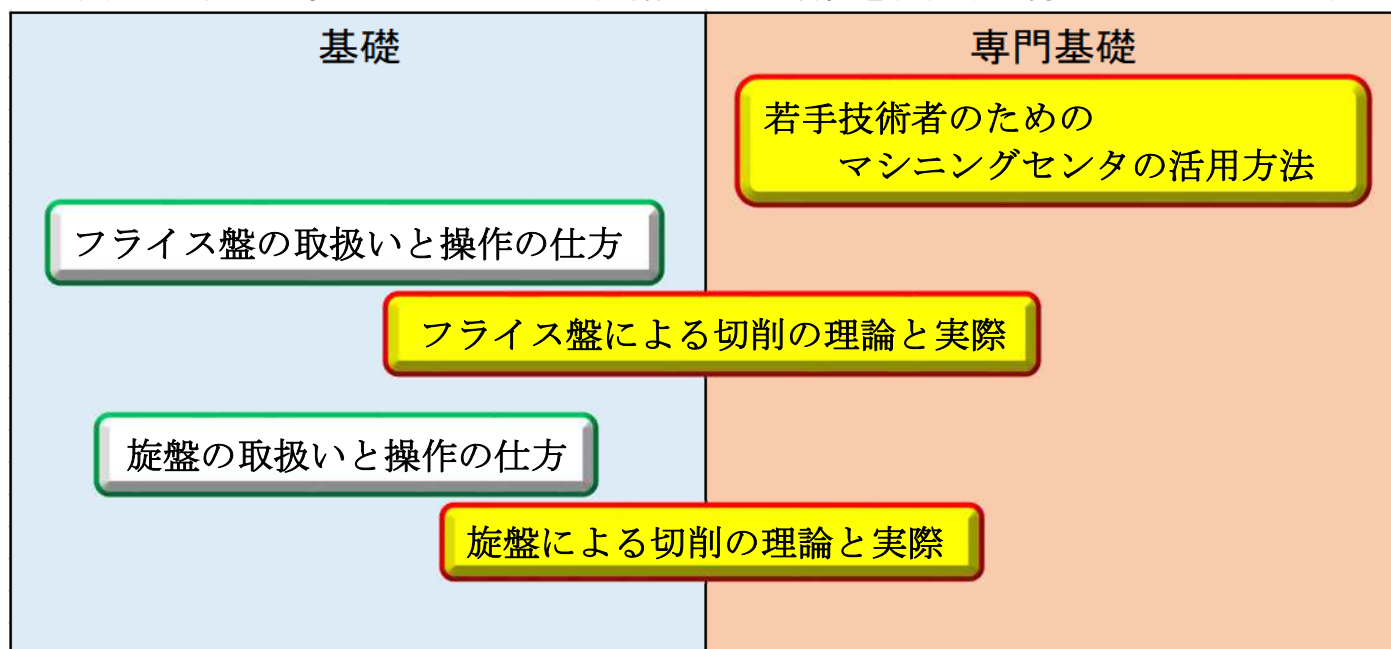 基礎
専門基礎
若手技術者のための
マシニングセンタの活用方法
フライス盤の取扱いと操作の仕方
フライス盤による切削の理論と実際
旋盤の取扱いと操作の仕方
旋盤による切削の理論と実際